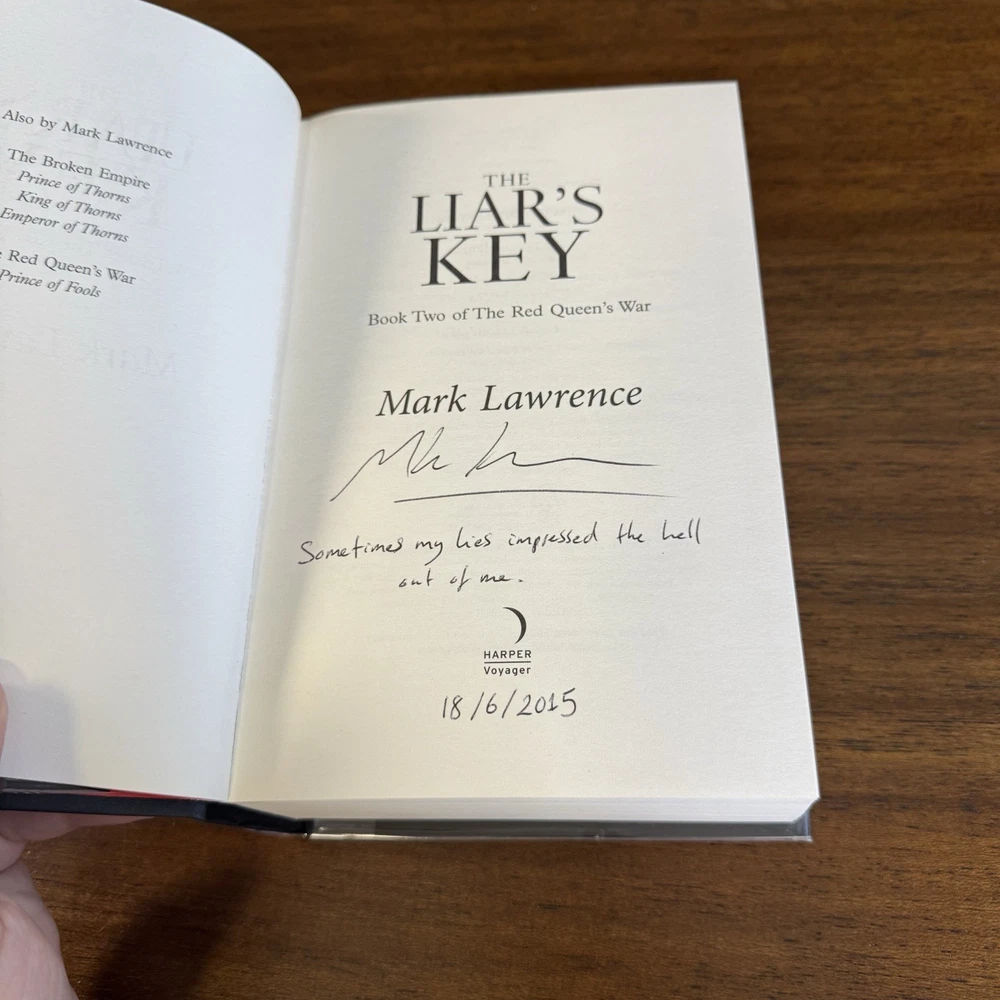 Also by Mark Lawrence
The Broken Empire
Prince of Thorns
King of Thorns
Emperor of Thorns
Red Queen's War
Prince of Fools
THE
LIAR'S
KEY
Book Two of The Red Queen's War
Mark Lawrence
Sometimes my lies impressed the hell
out of me.
HARPER
Voyager
18/6/2015